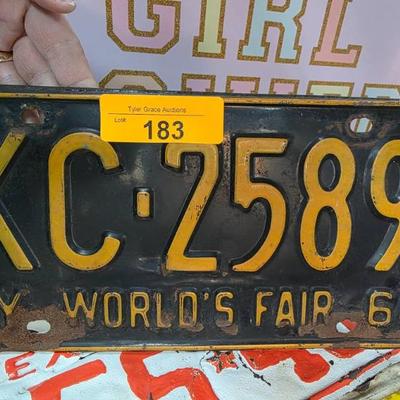 GIRL
Tyler Grace Auctions
Lot#: 183
KC·2589
Y WORLD'S FAIR 6